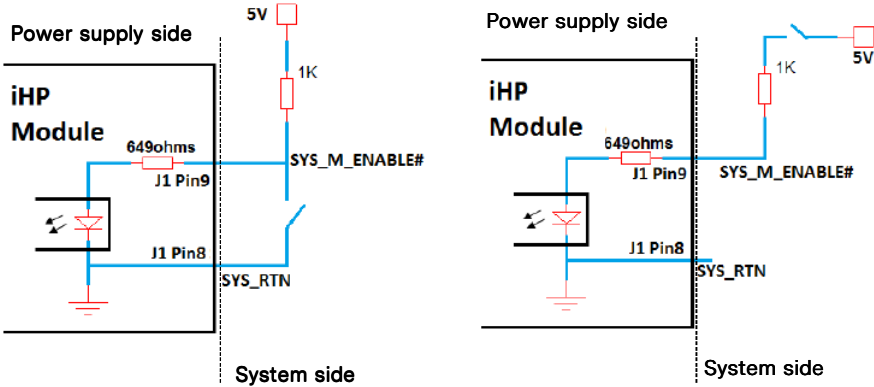 5V
Power supply side
1K
iHP
Module
649ohms
SYS_M_ENABLE#
J1 Pin9
J1 Pin8
SYS_RTN
System side
Power supply side
5V
1K
iHP
Module
649ohms
J1 Pin9
SYS_M_ENABLE#
J1 Pin8
SYS_RTN
System side